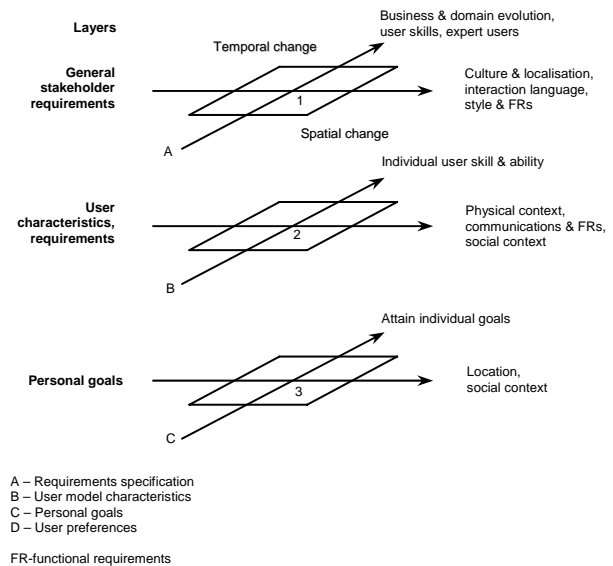 Layers
Business & domain evolution,
user skills, expert users
Temporal change
General
stakeholder
requirements
1
Culture & localisation,
interaction language,
style & FRs
Spatial change
A
Individual user skill & ability
User
characteristics,
requirements
2
Physical context,
communications & FRs,
social context
B
Attain individual goals
Personal goals
3
Location,
social context
C
A – Requirements specification
B – User model characteristics
C – Personal goals
D – User preferences
FR-functional requirements